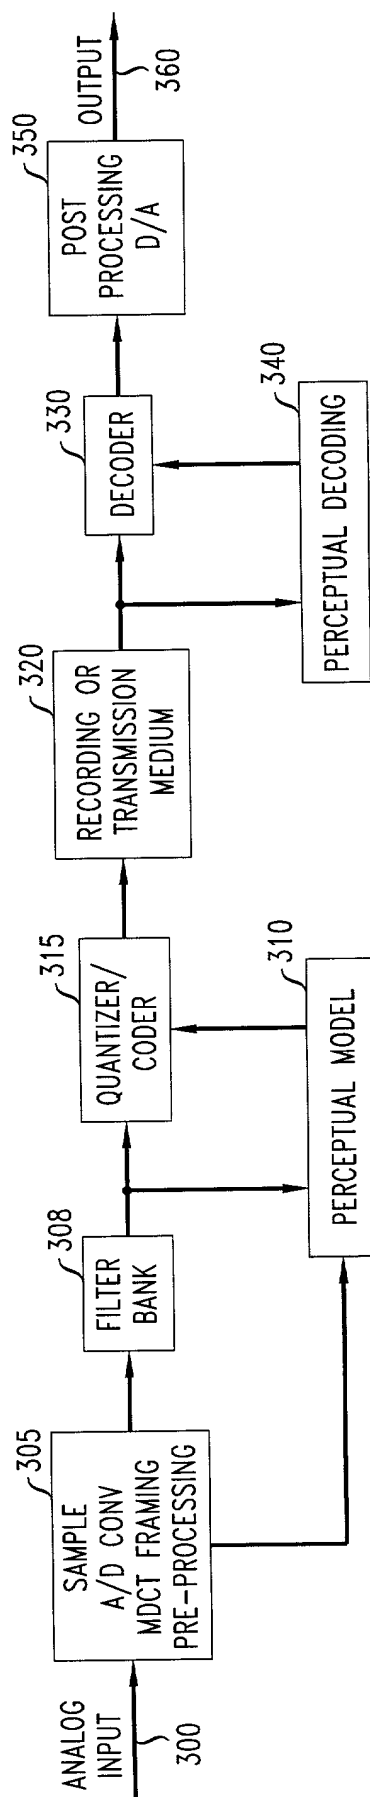 ANALOG
INPUT
300
305
SAMPLE
A/D CONV
MDCT FRAMING
PRE-PROCESSING
308
FILTER
BANK
310
PERCEPTUAL MODEL
315
QUANTIZER/
CODER
320
RECORDING OR
TRANSMISSION
MEDIUM
330
DECODER
340
PERCEPTUAL DECODING
350
POST
PROCESSING
D/A
OUTPUT
360